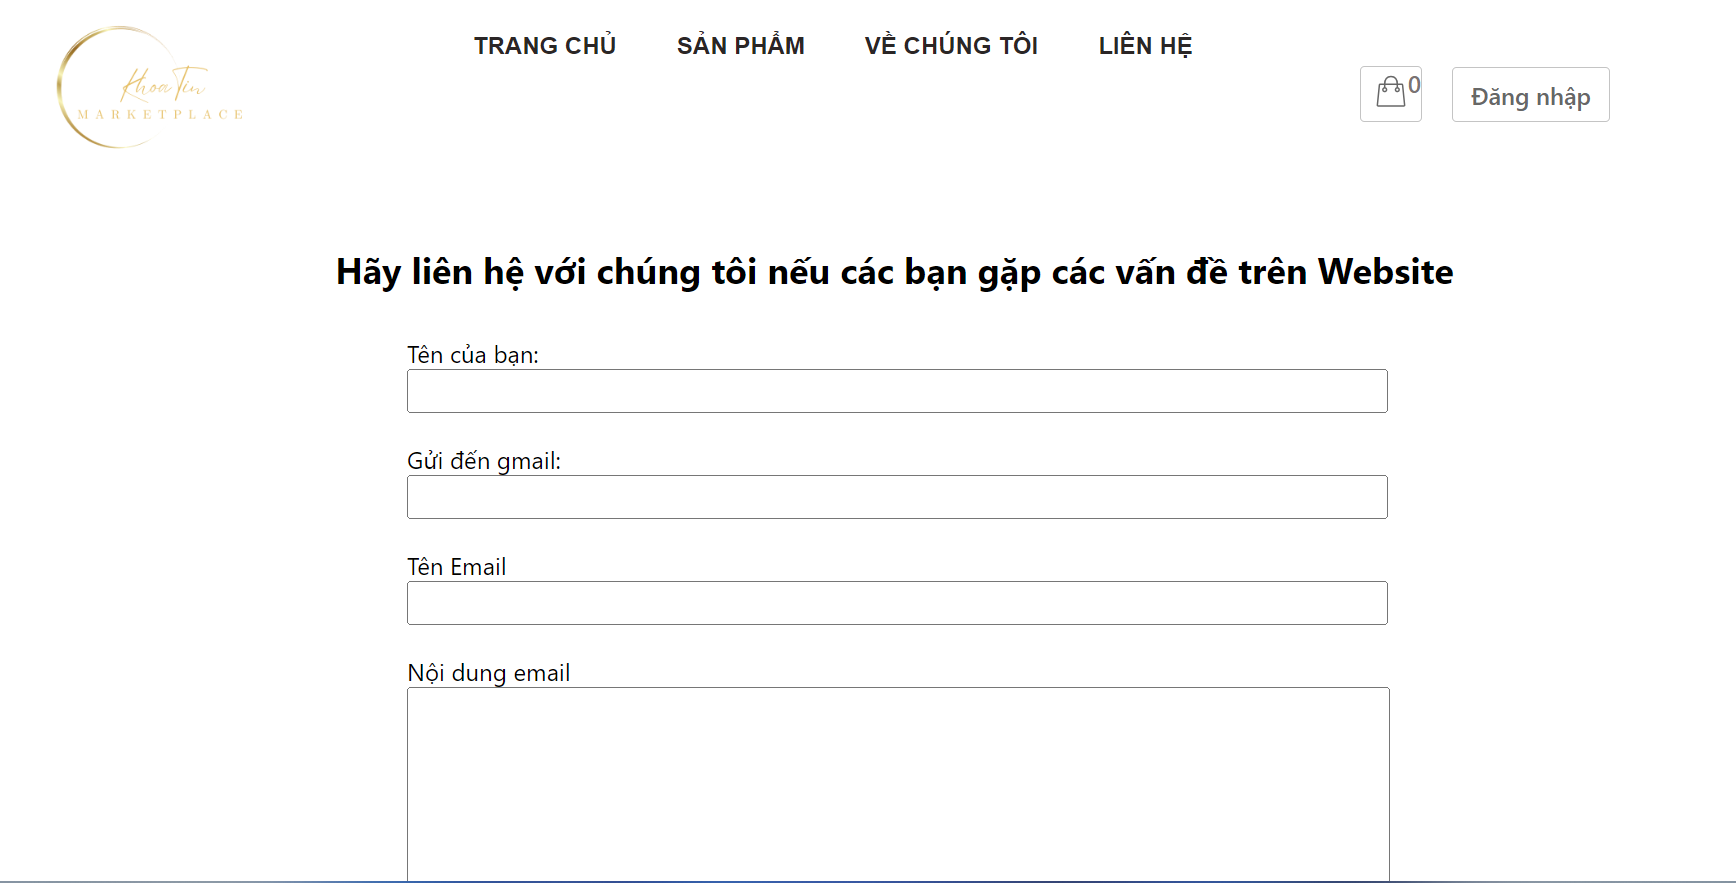 Khoa Tin
MARKETPLACE
TRANG CHỦ
SẢN PHẨM
VỀ CHÚNG TÔI
LIÊN HỆ
0
Đăng nhập
Hãy liên hệ với chúng tôi nếu các bạn gặp các vấn đề trên Website
Tên của bạn:
Gửi đến gmail:
Tên Email
Nội dung email